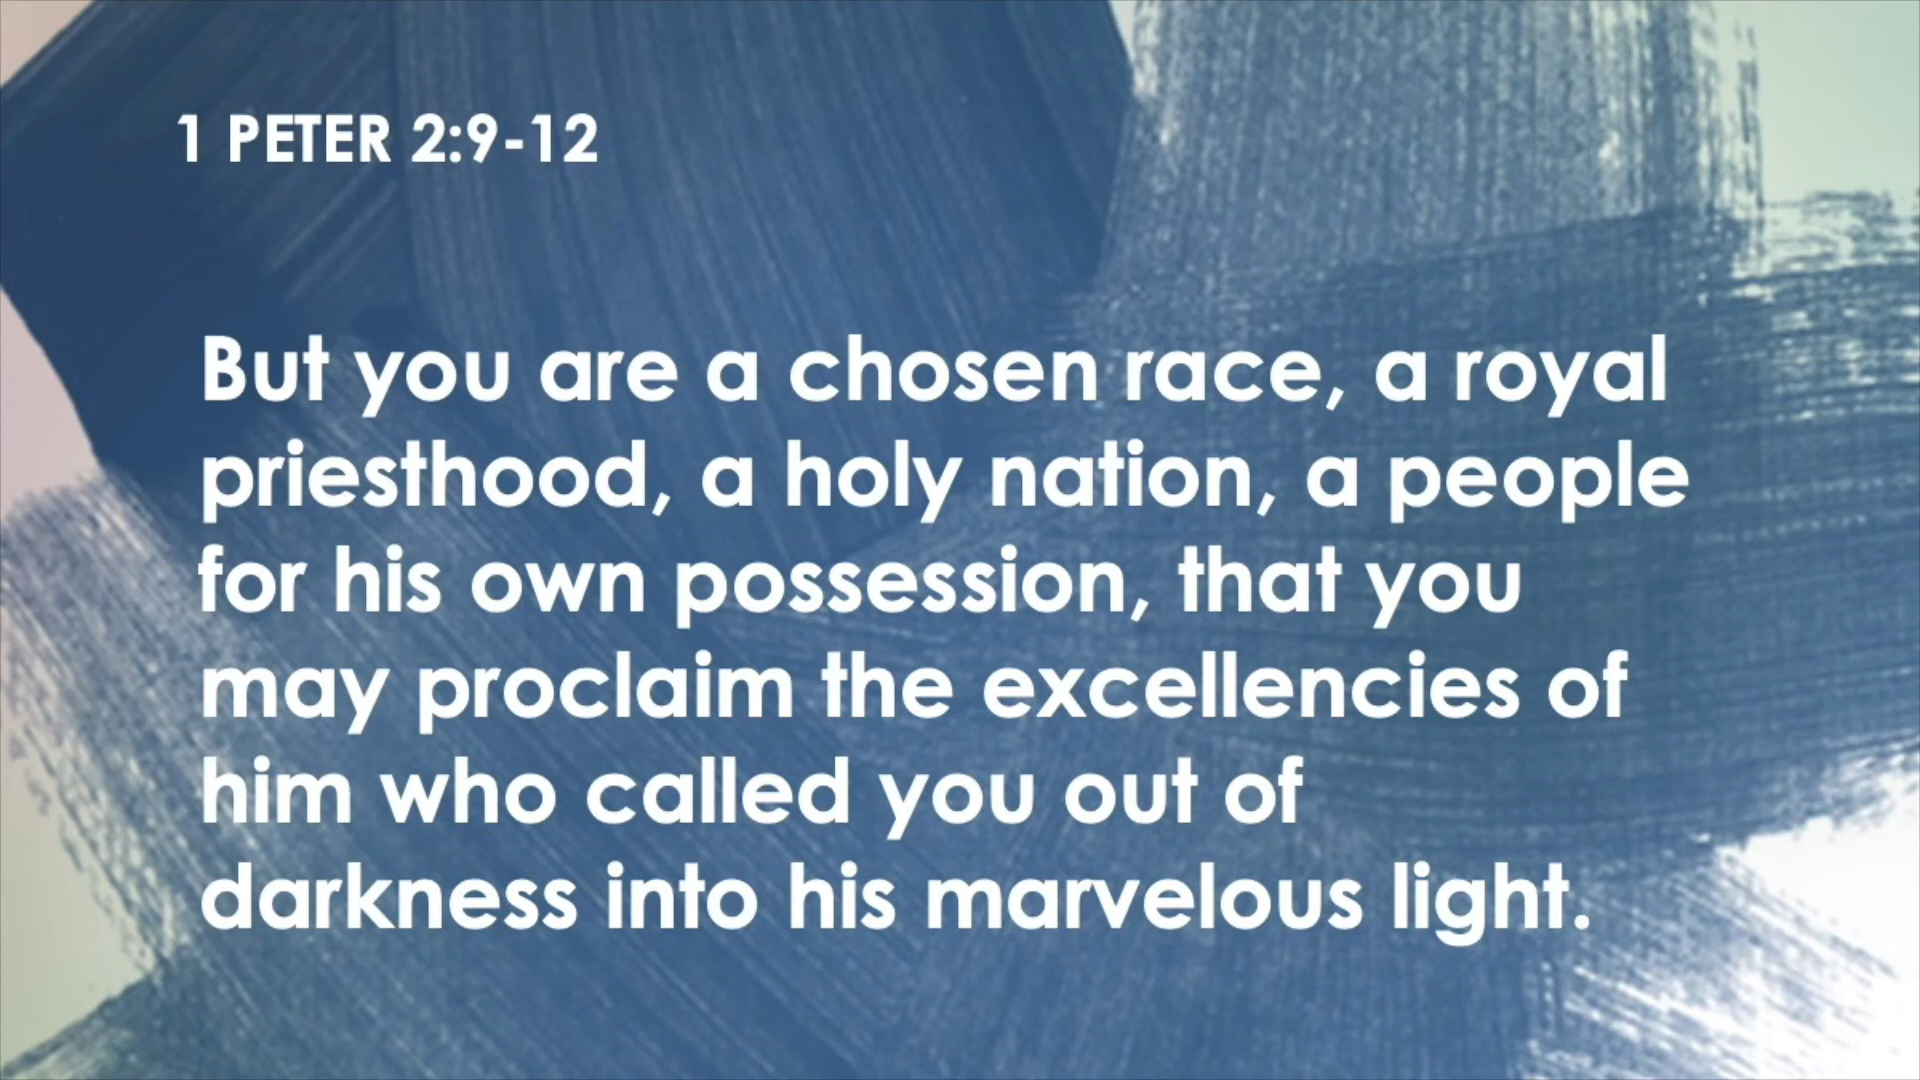 1 PETER 2:9-12
But you are a chosen race, a royal
priesthood, a holy nation, a people
for his own possession, that you
may proclaim the excellencies of
him who called you out of
darkness into his marvelous light.